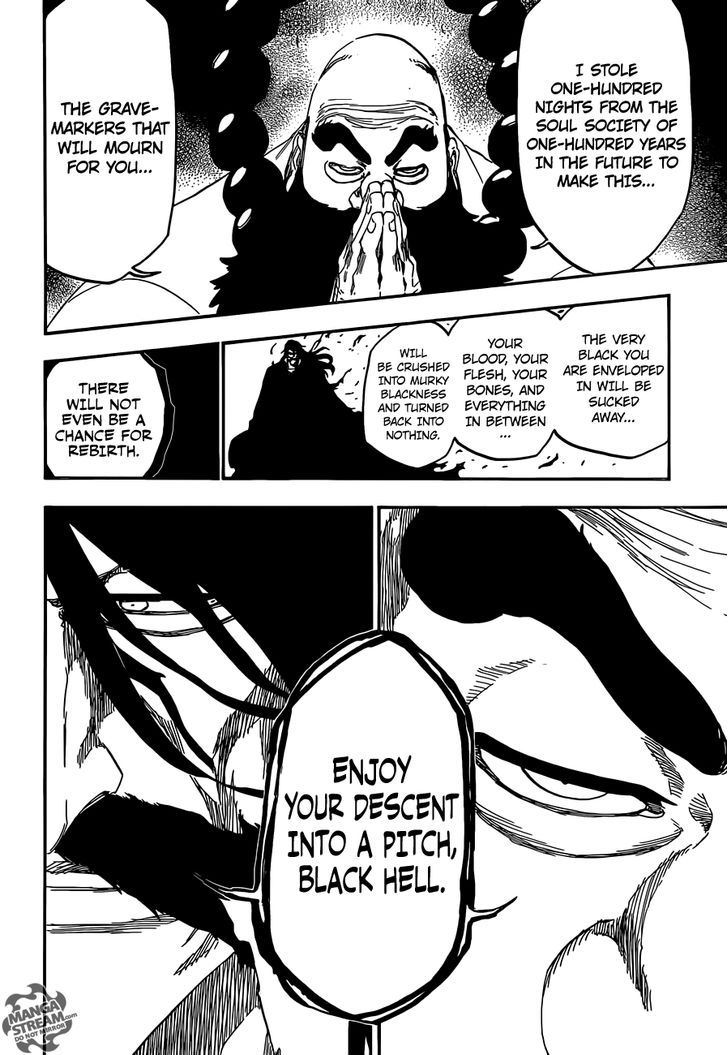 I STOLE
ONE-HUNDRED
NIGHTS FROM THE
SOUL SOCIETY OF
ONE-HUNDRED YEARS
IN THE FUTURE TO
MAKE THIS...
THE GRAVE-
MARKERS THAT
WILL MOURN
FOR YOU...
THE VERY
BLACK YOU
ARE ENVELOPED
IN WILL BE
SUCKED
AWAY...
YOUR
BLOOD, YOUR
FLESH, YOUR
BONES, AND
EVERYTHING
IN BETWEEN
...
WILL
BE CRUSHED
INTO MURKY
BLACKNESS
AND TURNED
BACK INTO
NOTHING.
THERE
WILL NOT
EVEN BE A
CHANCE FOR
REBIRTH.
ENJOY
YOUR DESCENT
INTO A PITCH,
BLACK HELL.
MANGA
STREAM.com
DO NOT MIRROR